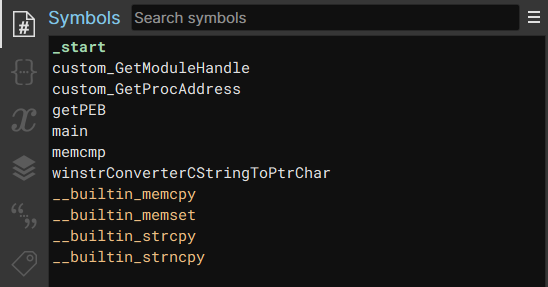 Symbols
Search symbols
_start
custom_GetModuleHandle
custom_GetProcAddress
getPEB
main
memcmp
winstrConverterCStringToPtrChar
__builtin_memcpy
__builtin_memset
__builtin_strcpy
__builtin_strncpy